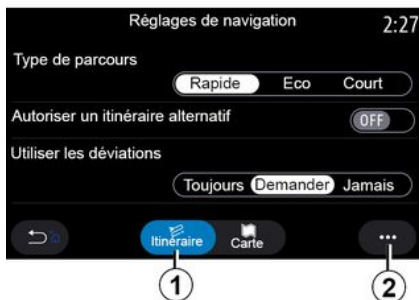 Réglages de navigation 2:27
Type de parcours
Rapide Eco Court
Autoriser un itinéraire alternatif OFF
Utiliser les déviations
Toujours Demander Jamais
Itinéraire Carte
1 2